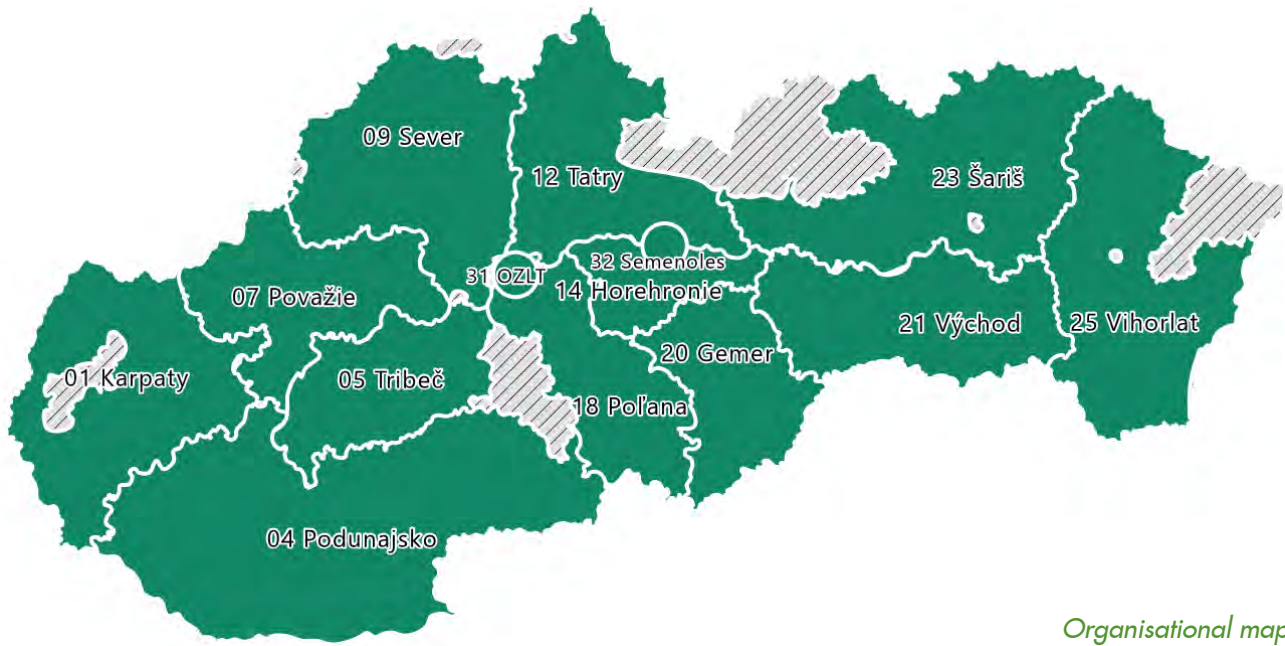 09 Sever
12 Tatry
23 Šariš
31 OZLT
32 Semenoles
14 Horehronie
07 Považie
21 Východ
25 Vihorlat
20 Gemer
01 Karpaty
05 Tribeč
18 Poľana
04 Podunajsko
Organisational map